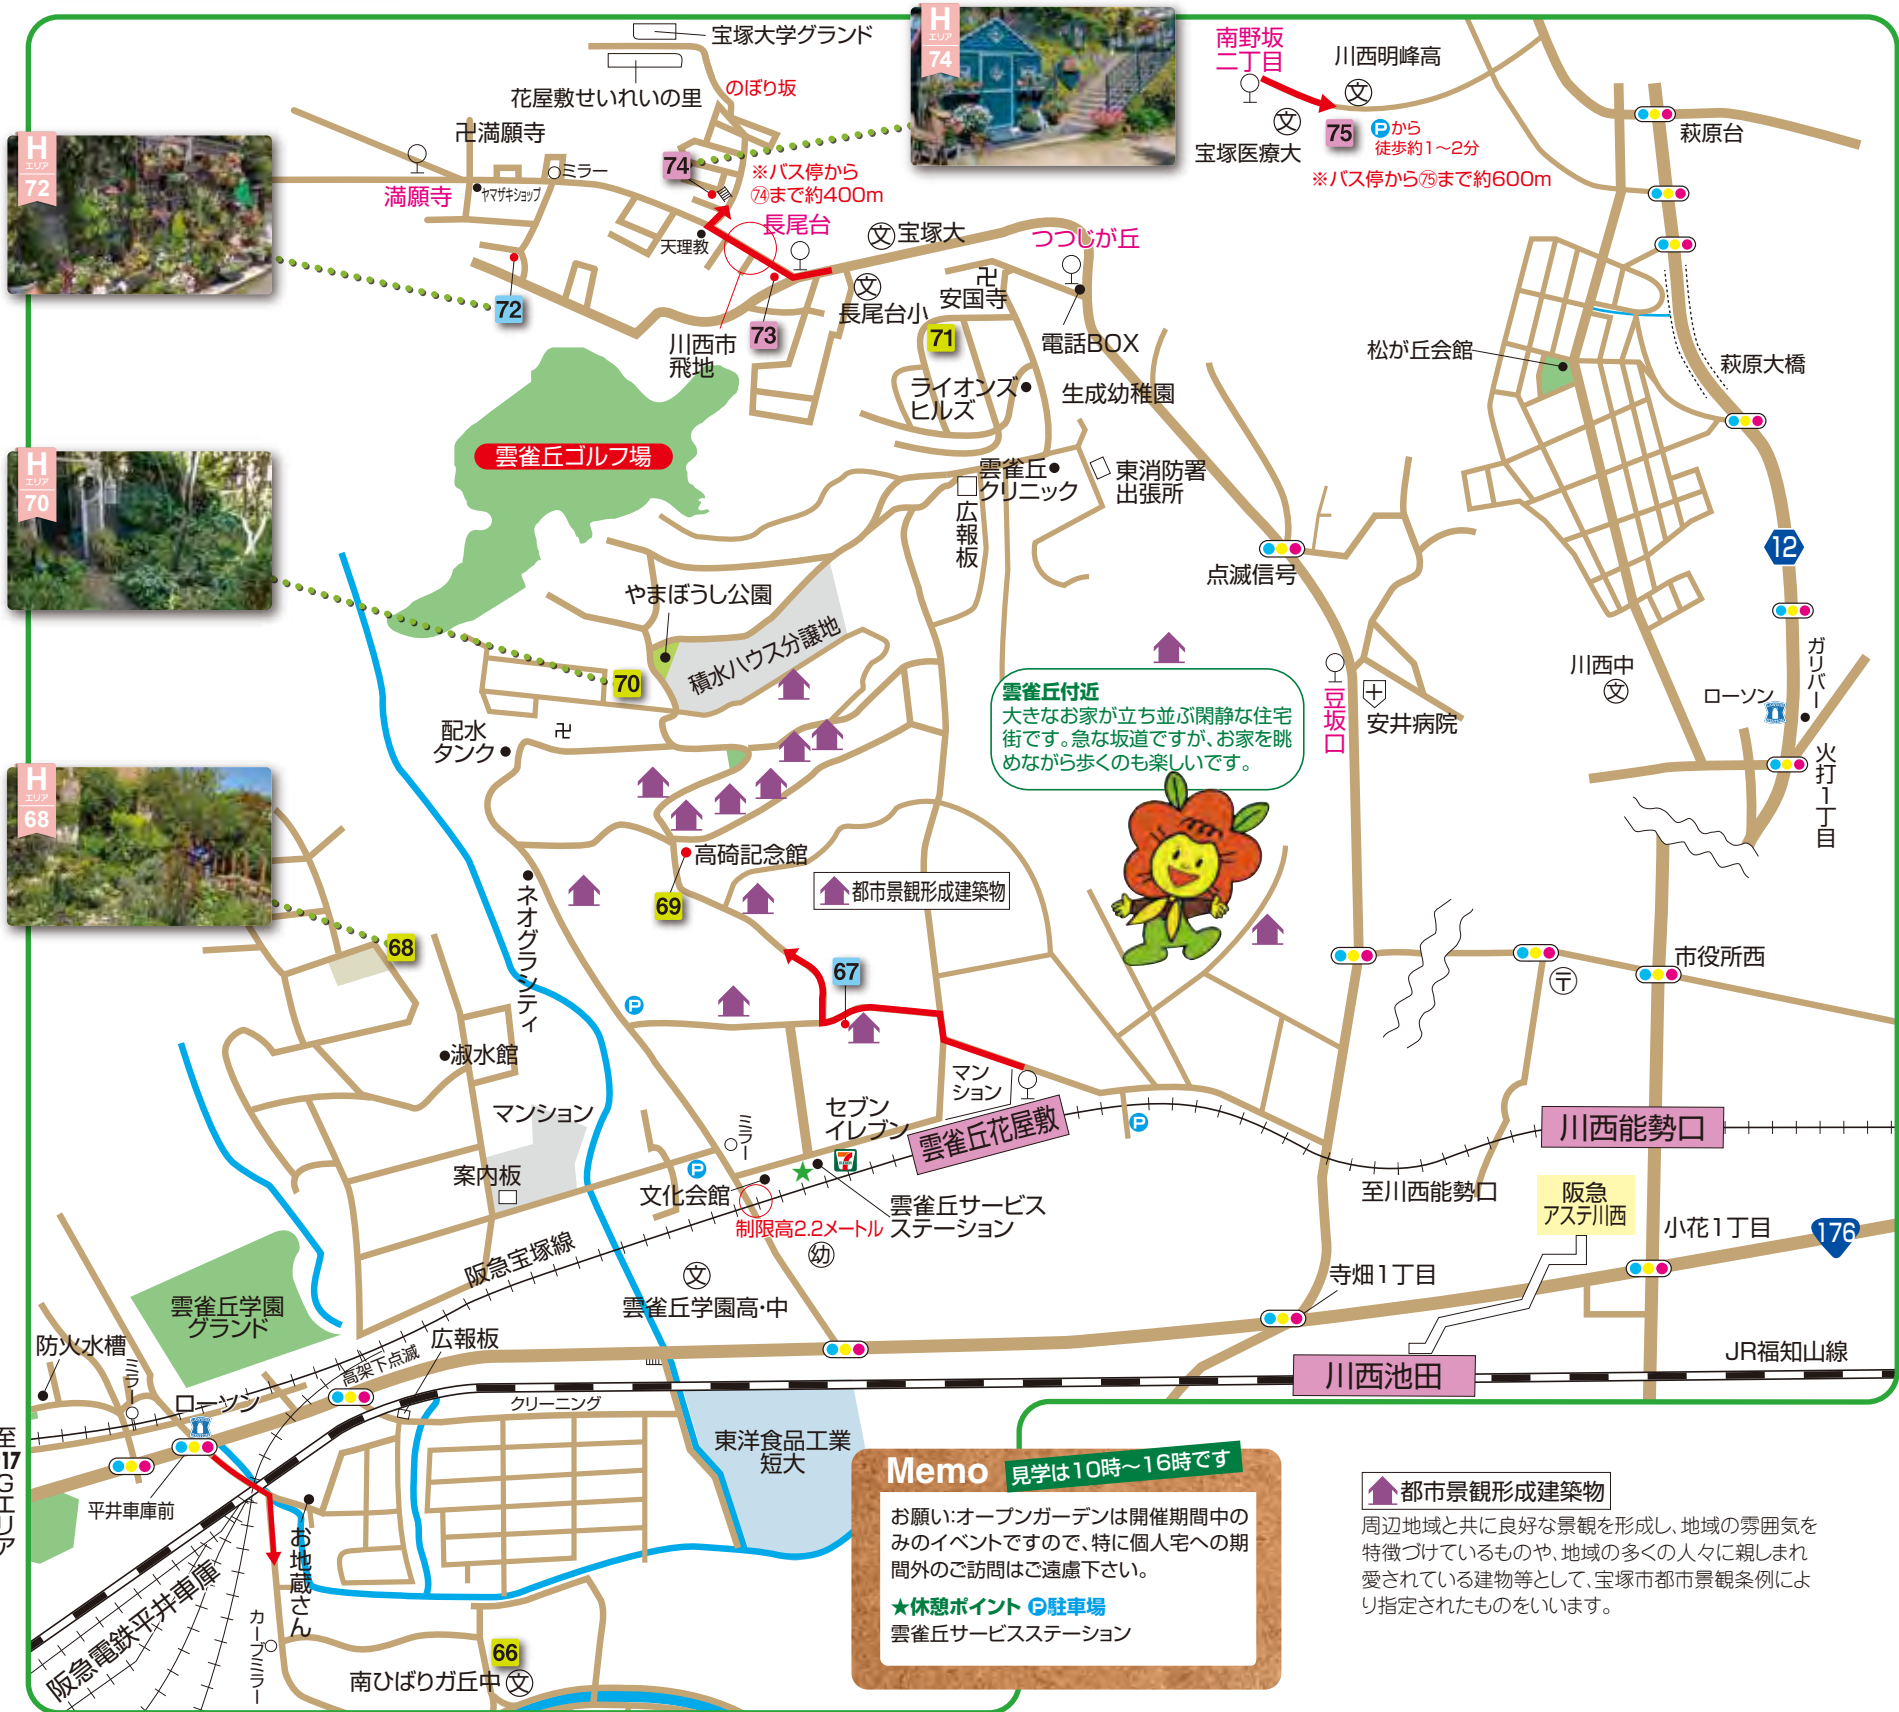 宝塚大学グランド
花屋敷せいれいの里
のぼり坂
H
エリア
74
南野坂
二丁目
川西明峰高
文
文
宝塚医療大
75
Pから
徒歩約1〜2分
※バス停から㊆まで約600m
萩原台
H
エリア
72
卍満願寺
満願寺
ヤマザキショップ
ミラー
74
※バス停から
74まで約400m
天理教
長尾台
文宝塚大
つつじが丘
72
川西市
飛地
73
文
長尾台小
卍
安国寺
71
電話BOX
ライオンズ
ヒルズ
生成幼稚園
松が丘会館
萩原大橋
雲雀丘ゴルフ場
H
エリア
70
雲雀丘
クリニック
東消防署
出張所
広報板
点滅信号
12
やまぼうし公園
積水ハウス分譲地
70
配水
タンク
卍
雲雀丘付近
大きなお家が立ち並ぶ閑静な住宅
街です。急な坂道ですが、お家を眺
めながら歩くのも楽しいです。
豆坂口
安井病院
川西中
文
ガリバー
ローソン
火打1丁目
H
エリア
68
高碕記念館
69
都市景観形成建築物
ネオグランティ
68
67
P
市役所西
〒
淑水館
マンション
マン
ション
セブン
イレブン
ミラー
雲雀丘花屋敷
P
川西能勢口
至川西能勢口
案内板
P
文化会館
★
雲雀丘サービス
ステーション
制限高2.2メートル
幼
阪急
アステ川西
小花1丁目
176
阪急宝塚線
文
雲雀丘学園高・中
寺畑1丁目
雲雀丘学園
グランド
防火水槽
ミラー
高架下点滅
広報板
JR福知山線
川西池田
ローソン
クリーニング
東洋食品工業
短大
至
17
Gエリア
平井車庫前
お地蔵さん
阪急電鉄平井車庫
カーブミラー
66
南ひばりガ丘中文
Memo
見学は10時〜16時です
お願い:オープンガーデンは開催期間中の
みのイベントですので、特に個人宅への期
間外のご訪問はご遠慮下さい。
★休憩ポイント P駐車場
雲雀丘サービスステーション
都市景観形成建築物
周辺地域と共に良好な景観を形成し、地域の雰囲気を
特徴づけているものや、地域の多くの人々に親しまれ
愛されている建物等として、宝塚市都市景観条例によ
り指定されたものをいいます。